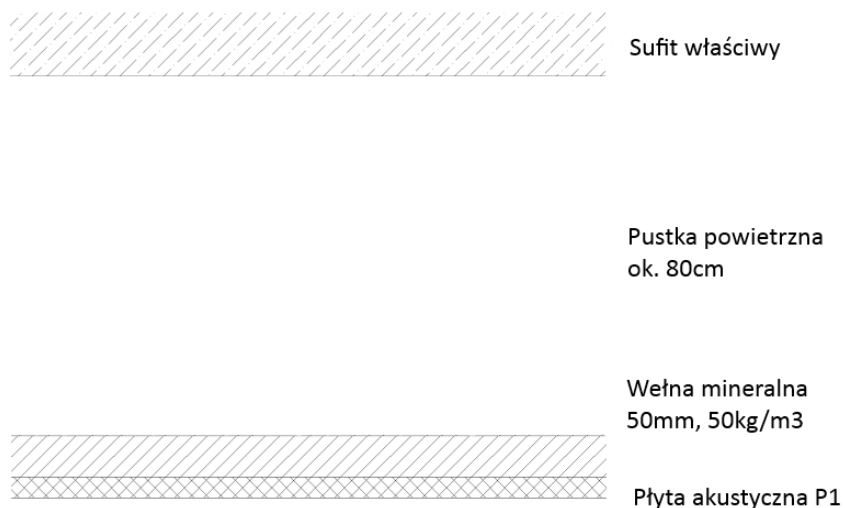 Sufit właściwy
Pustka powietrzna
ok. 80cm
Wełna mineralna
50mm, 50kg/m3
Płyta akustyczna P1